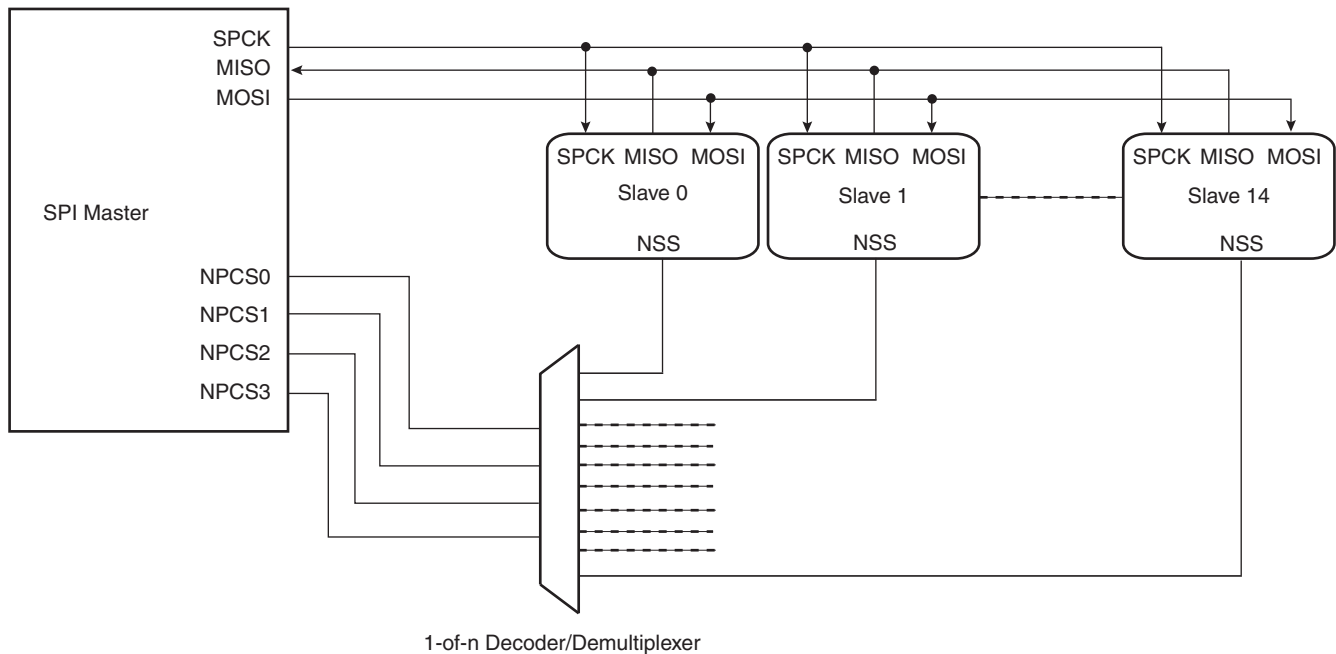 SPCK
MISO
MOSI
SPI Master
NPCS0
NPCS1
NPCS2
NPCS3
SPCK MISO MOSI
Slave 0
NSS
SPCK MISO MOSI
Slave 1
NSS
SPCK MISO MOSI
Slave 14
NSS
1-of-n Decoder/Demultiplexer